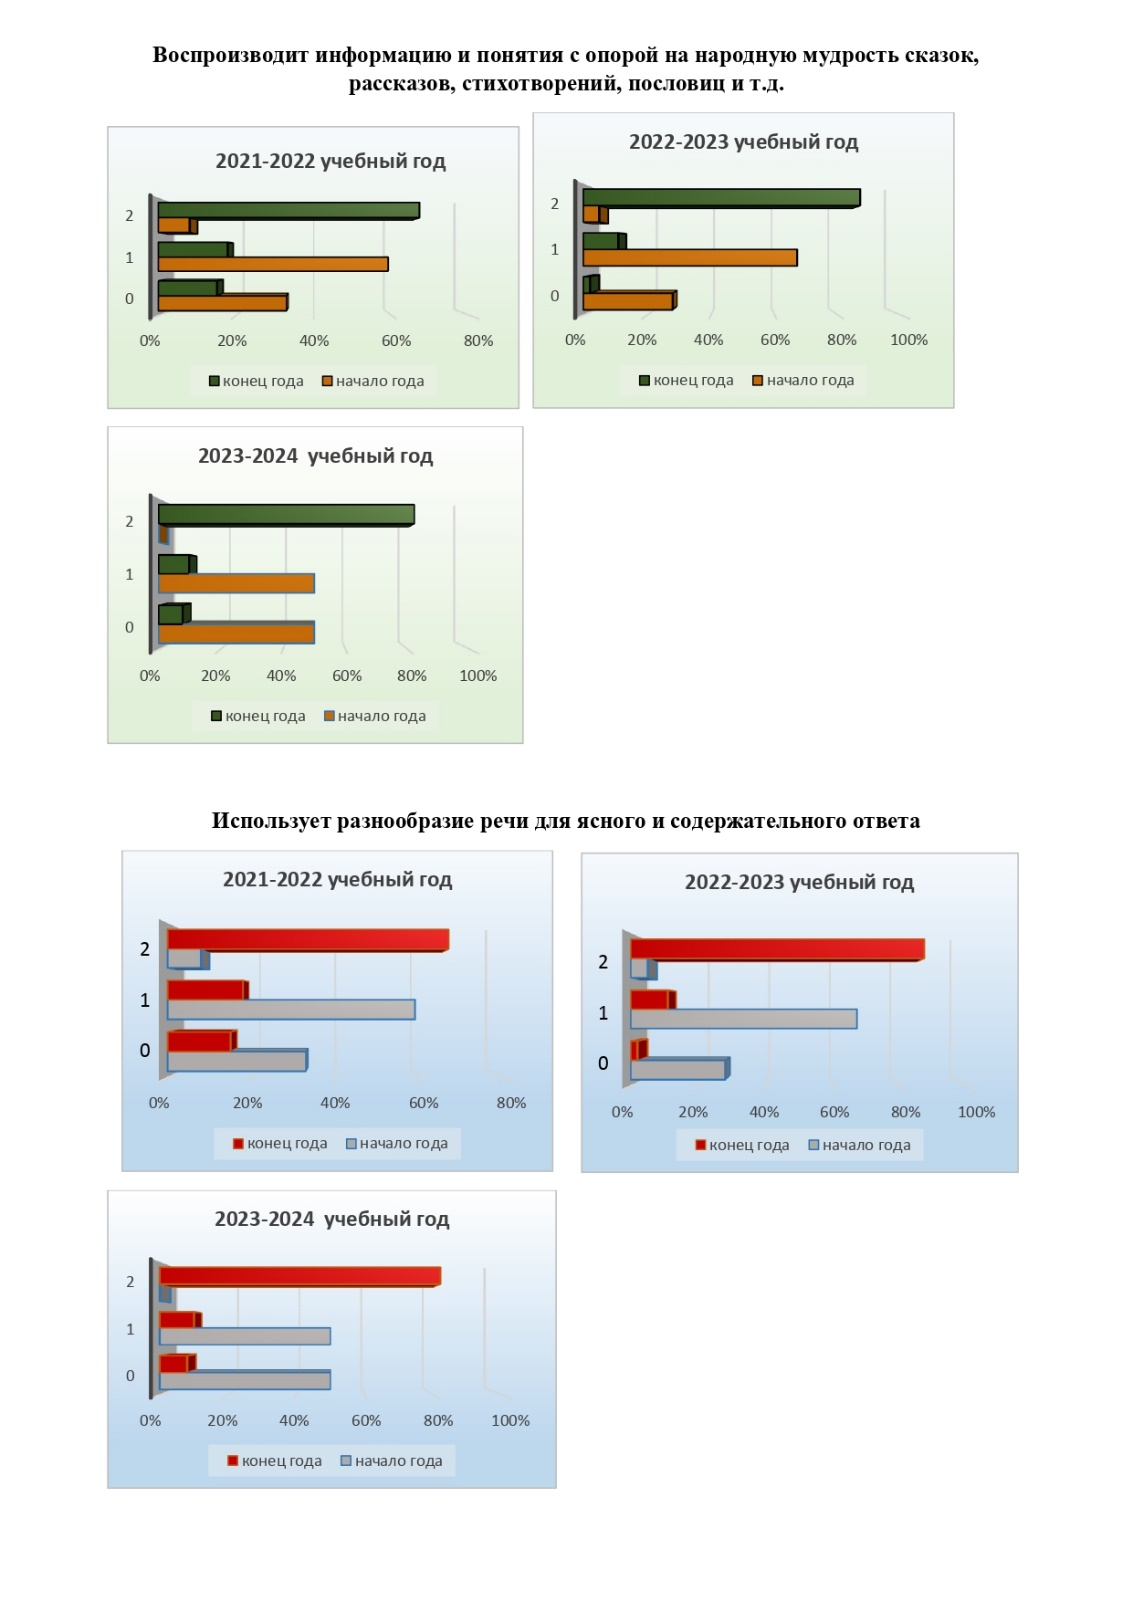 Воспроизводит информацию и понятия с опорой на народную мудрость сказок,
рассказов, стихотворений, пословиц и т.д.
2021-2022 учебный год
2
1
0
0% 20% 40% 60% 80%
конец года начало года
2022-2023 учебный год
2
1
0
0% 20% 40% 60% 80% 100%
конец года начало года
2023-2024 учебный год
2
1
0
0% 20% 40% 60% 80% 100%
конец года начало года
Использует разнообразие речи для ясного и содержательного ответа
2021-2022 учебный год
2
1
0
0% 20% 40% 60% 80%
конец года начало года
2022-2023 учебный год
2
1
0
0% 20% 40% 60% 80% 100%
конец года начало года
2023-2024 учебный год
2
1
0
0% 20% 40% 60% 80% 100%
конец года начало года